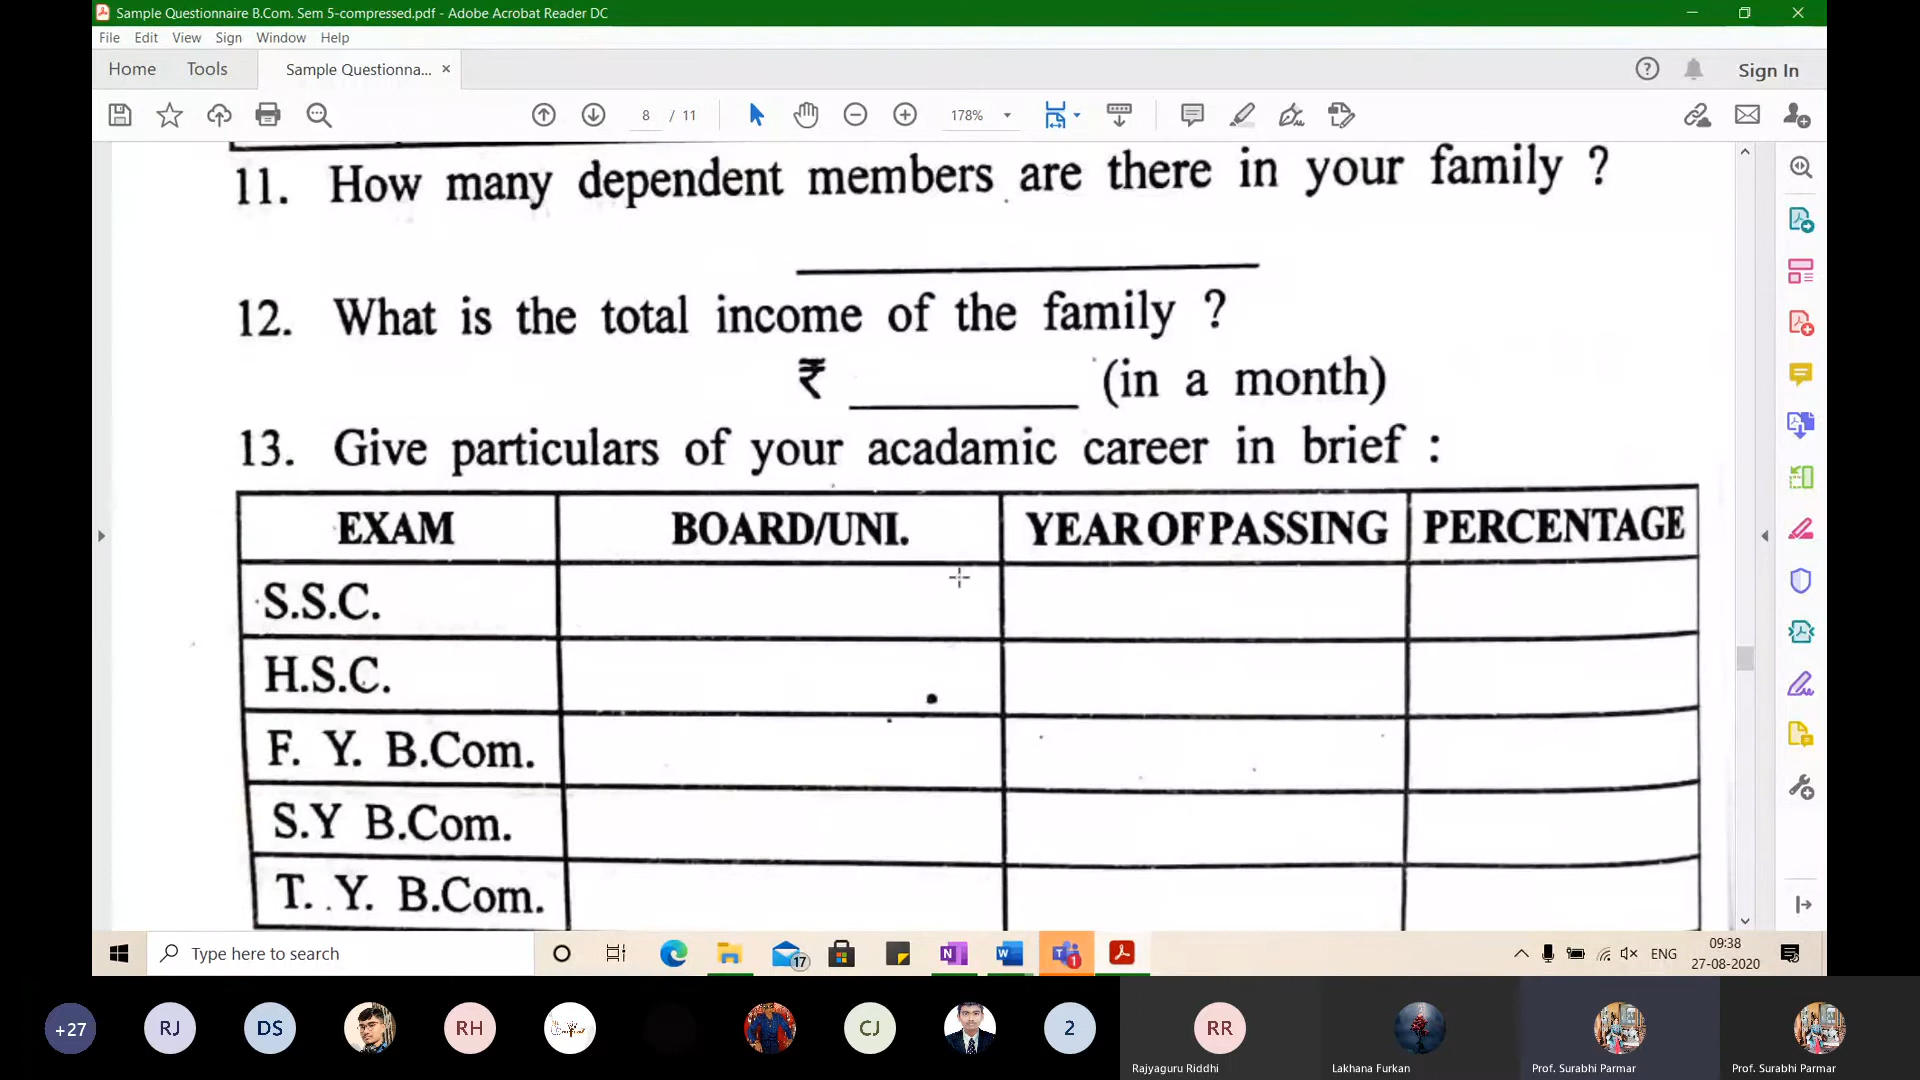 Sample Questionnaire B.Com. Sem 5-compressed.pdf - Adobe Acrobat Reader DC
File Edit View Sign Window Help
Home Tools Sample Questionna... × Sign In
8 / 11 178%
11. How many dependent members are there in your family ?
12. What is the total income of the family ?
₹ ________ (in a month)
13. Give particulars of your acadamic career in brief :
EXAM BOARD/UNI. YEAR OF PASSING PERCENTAGE
S.S.C.
H.S.C.
F. Y. B.Com.
S.Y B.Com.
T. Y. B.Com.
Type here to search 17 1 ENG 09:38
27-08-2020
+27 RJ DS RH CJ 2 RR
Rajyaguru Riddhi Lakhana Furkan Prof. Surabhi Parmar Prof. Surabhi Parmar